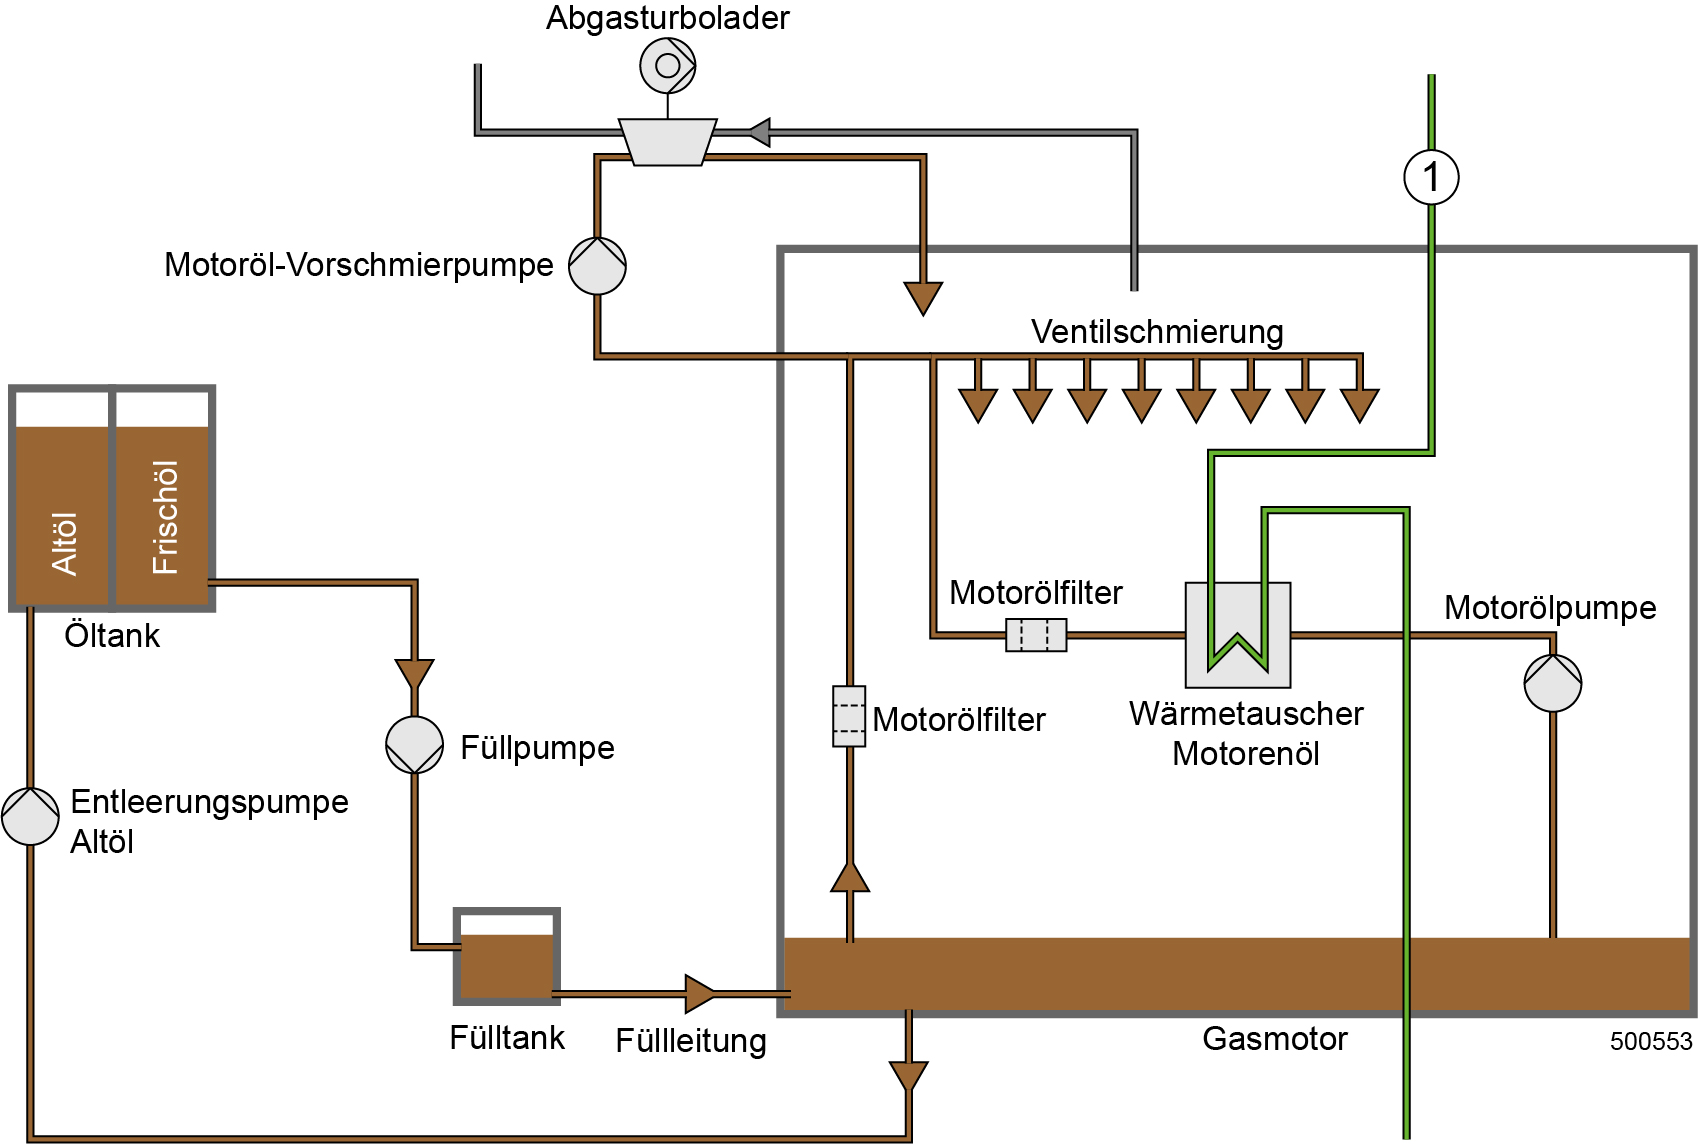 Abgasturbolader
1
Motoröl-Vorschmierpumpe
Ventilschmierung
Altöl
Frischöl
Öltank
Motorölfilter
Motorölpumpe
Motorölfilter
Wärmetauscher
Motorenöl
Füllpumpe
Entleerungspumpe
Altöl
Fülltank
Füllleitung
Gasmotor
500553